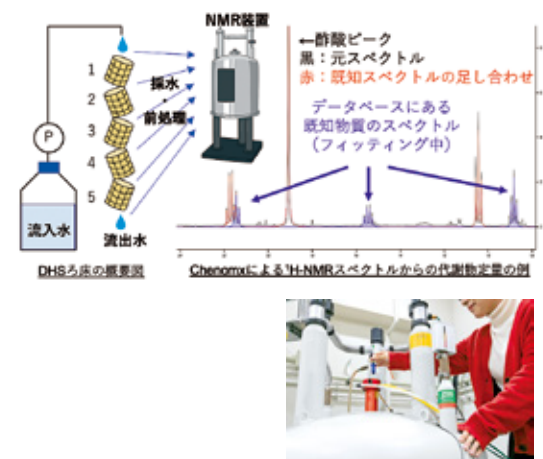 NMR装置
←酢酸ピーク
黒：元スペクトル
赤：既知スペクトルの足し合わせ
データベースにある
既知物質のスペクトル
（フィッティング中）
採水
・
前処理
1
2
3
4
5
P
流入水
流出水
DHSろ床の概要図
Chenomxによる¹H-NMRスペクトルからの代謝物定量の例